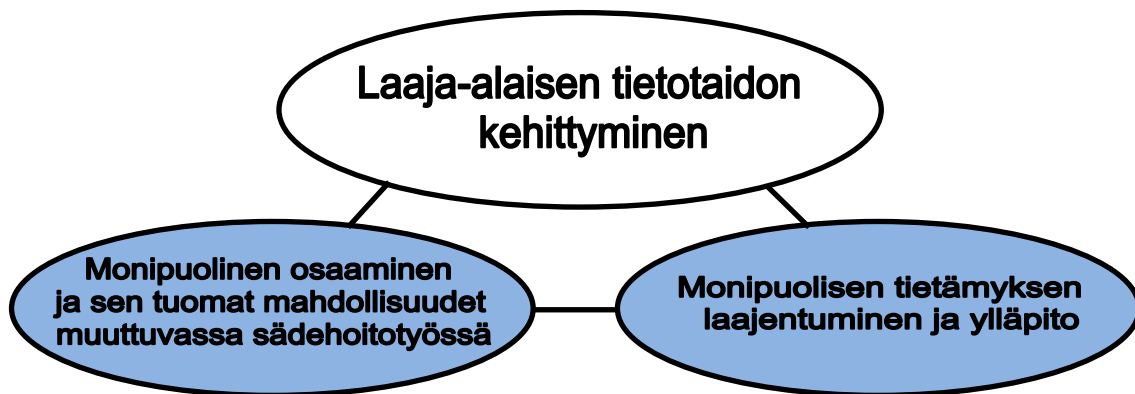 Laaja-alaisen tietotaidon
kehittyminen
Monipuolinen osaaminen
ja sen tuomat mahdollisuudet
muuttuvassa sädehoitotyössä
Monipuolisen tietämyksen
laajentuminen ja ylläpito